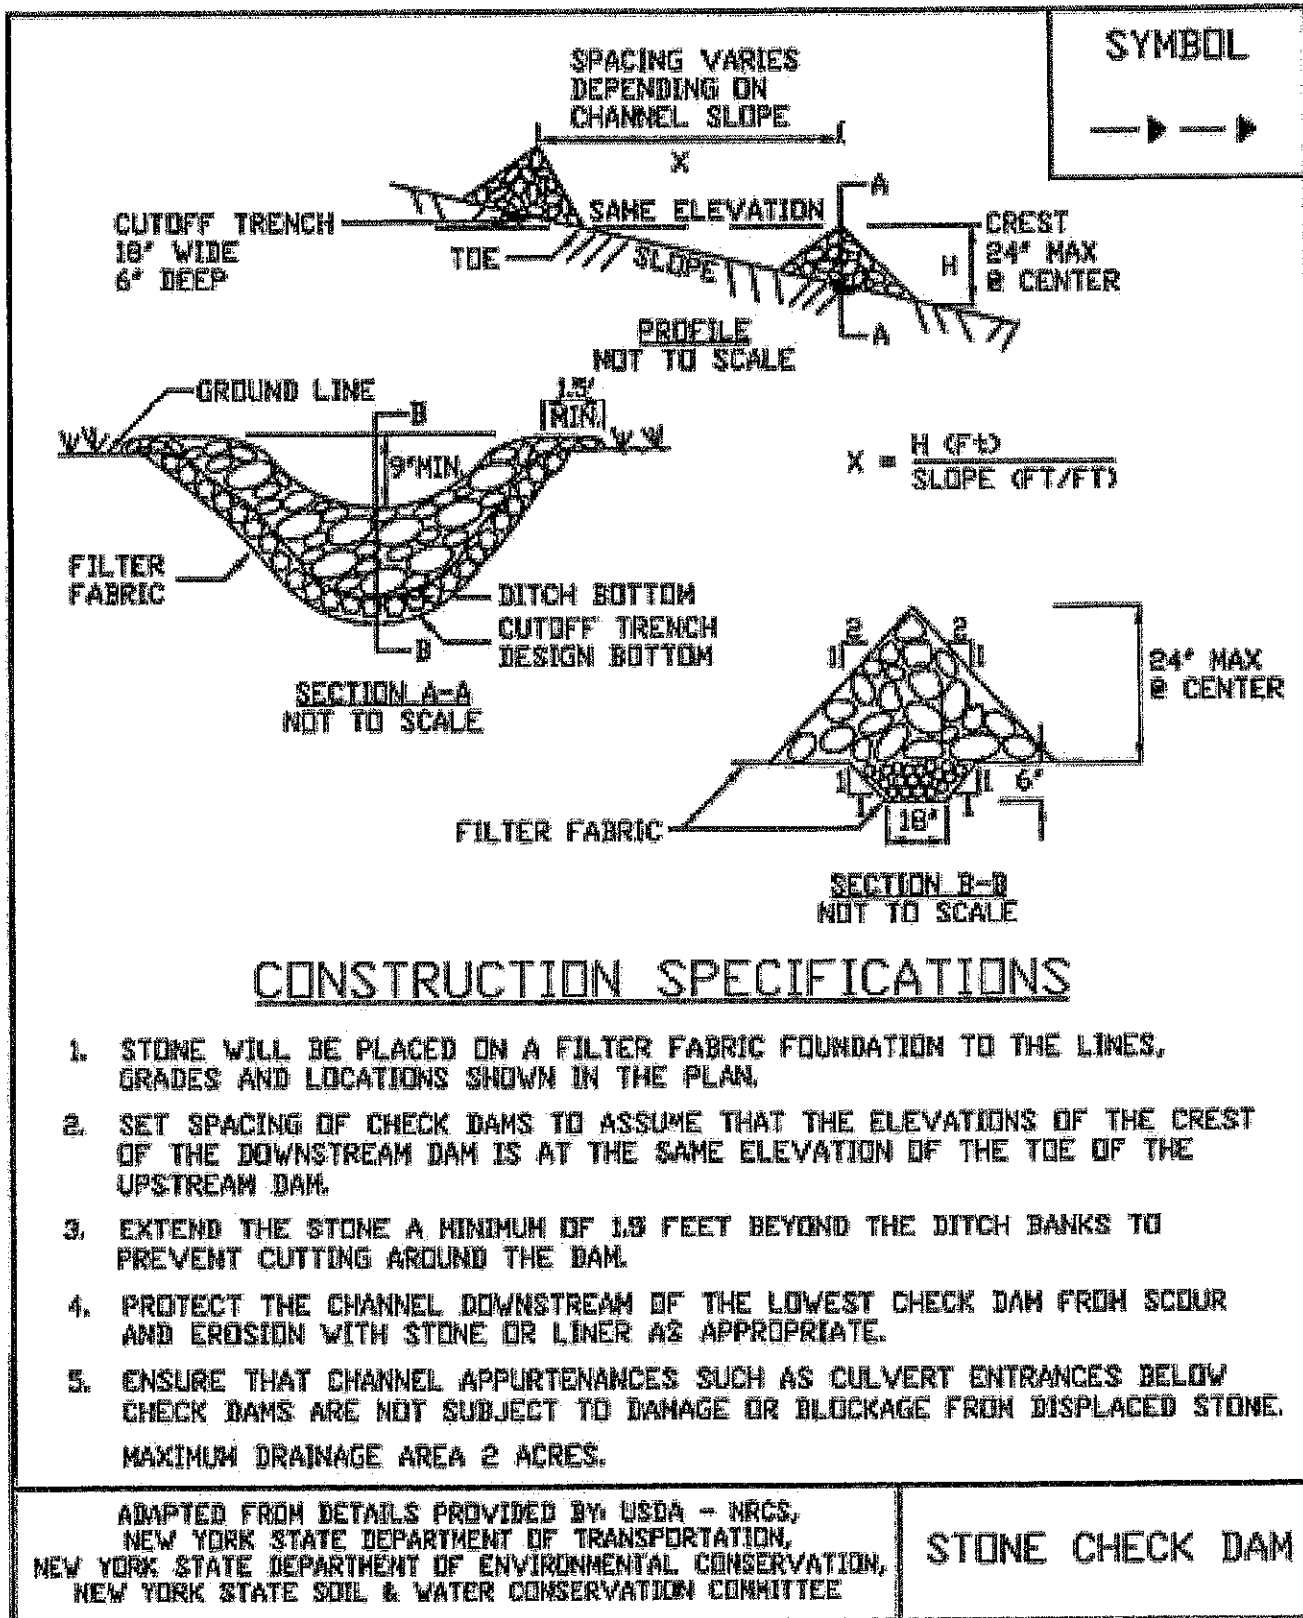 SYMBOL
SPACING VARIES
DEPENDING ON
CHANNEL SLOPE
X
A
CUTOFF TRENCH
18" WIDE
6" DEEP
SAME ELEVATION
TOE
SLOPE
H
CREST
24" MAX
@ CENTER
A
PROFILE
NOT TO SCALE
GROUND LINE
B
1.5'
MIN.
9"MIN.
X = H (Ft)
SLOPE (FT/FT)
FILTER
FABRIC
DITCH BOTTOM
CUTOFF TRENCH
DESIGN BOTTOM
B
SECTION A-A
NOT TO SCALE
2 2
1 1
24" MAX
@ CENTER
1 1 6"
1 1
18"
FILTER FABRIC
SECTION B-B
NOT TO SCALE
CONSTRUCTION SPECIFICATIONS
1. STONE WILL BE PLACED ON A FILTER FABRIC FOUNDATION TO THE LINES,
GRADES AND LOCATIONS SHOWN IN THE PLAN.
2. SET SPACING OF CHECK DAMS TO ASSUME THAT THE ELEVATIONS OF THE CREST
OF THE DOWNSTREAM DAM IS AT THE SAME ELEVATION OF THE TOE OF THE
UPSTREAM DAM.
3. EXTEND THE STONE A MINIMUM OF FEET BEYOND THE DITCH BANKS TO
PREVENT CUTTING AROUND THE DAM.
4. PROTECT THE CHANNEL DOWNSTREAM OF THE LOWEST CHECK DAM FROM SCOUR
AND EROSION WITH STONE OR LINER AS APPROPRIATE.
5. ENSURE THAT CHANNEL APPURTENANCES SUCH AS CULVERT ENTRANCES BELOW
CHECK DAMS ARE NOT SUBJECT TO DAMAGE OR BLOCKAGE FROM DISPLACED STONE.
MAXIMUM DRAINAGE AREA 2 ACRES.
ADAPTED FROM DETAILS PROVIDED BY: USDA - NRCS,
NEW YORK STATE DEPARTMENT OF TRANSPORTATION,
NEW YORK STATE DEPARTMENT OF ENVIRONMENTAL CONSERVATION,
NEW YORK STATE SOIL & WATER CONSERVATION COMMITTEE
STONE CHECK DAM